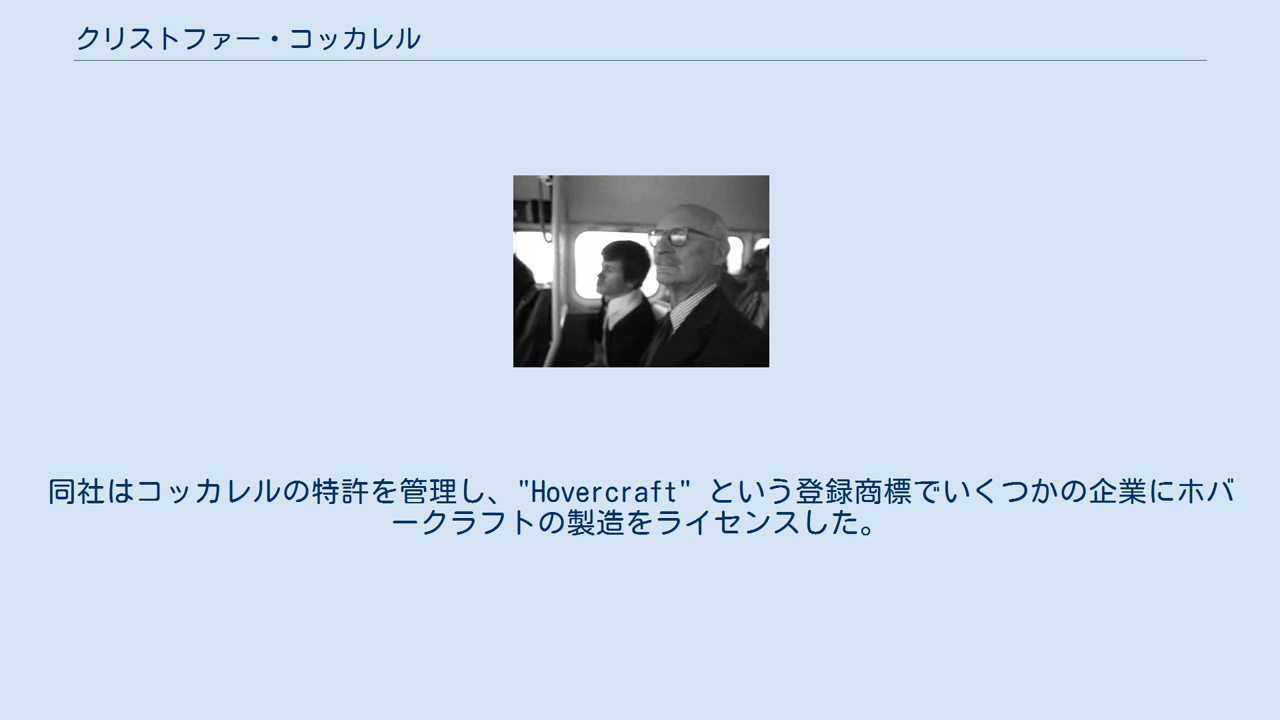 クリストファー・コッカレル
同社はコッカレルの特許を管理し、"Hovercraft" という登録商標でいくつかの企業にホバ
ークラフトの製造をライセンスした。